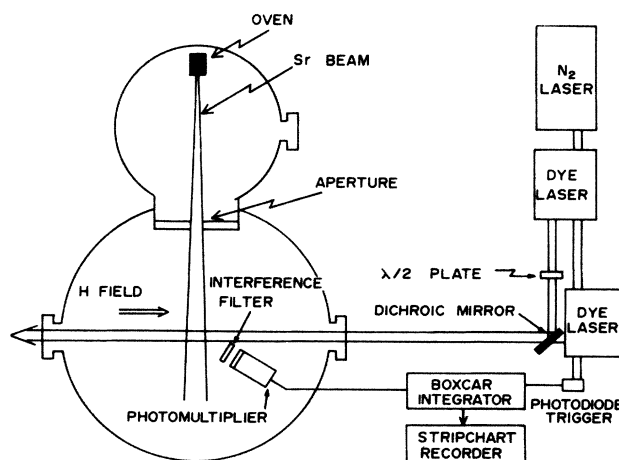 OVEN
Sr BEAM
N2
LASER
DYE
LASER
APERTURE
λ/2 PLATE
H FIELD
INTERFERENCE
FILTER
DICHROIC MIRROR
DYE
LASER
PHOTOMULTIPLIER
BOXCAR
INTEGRATOR
PHOTODIODE
TRIGGER
STRIPCHART
RECORDER